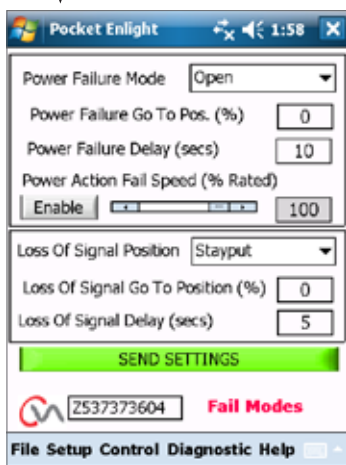 Pocket Enlight 1:58
Power Failure Mode Open
Power Failure Go To Pos. (%) 0
Power Failure Delay (secs) 10
Power Action Fail Speed (% Rated)
Enable 100
Loss Of Signal Position Stayput
Loss Of Signal Go To Position (%) 0
Loss Of Signal Delay (secs) 5
SEND SETTINGS
Z537373604 Fail Modes
File Setup Control Diagnostic Help